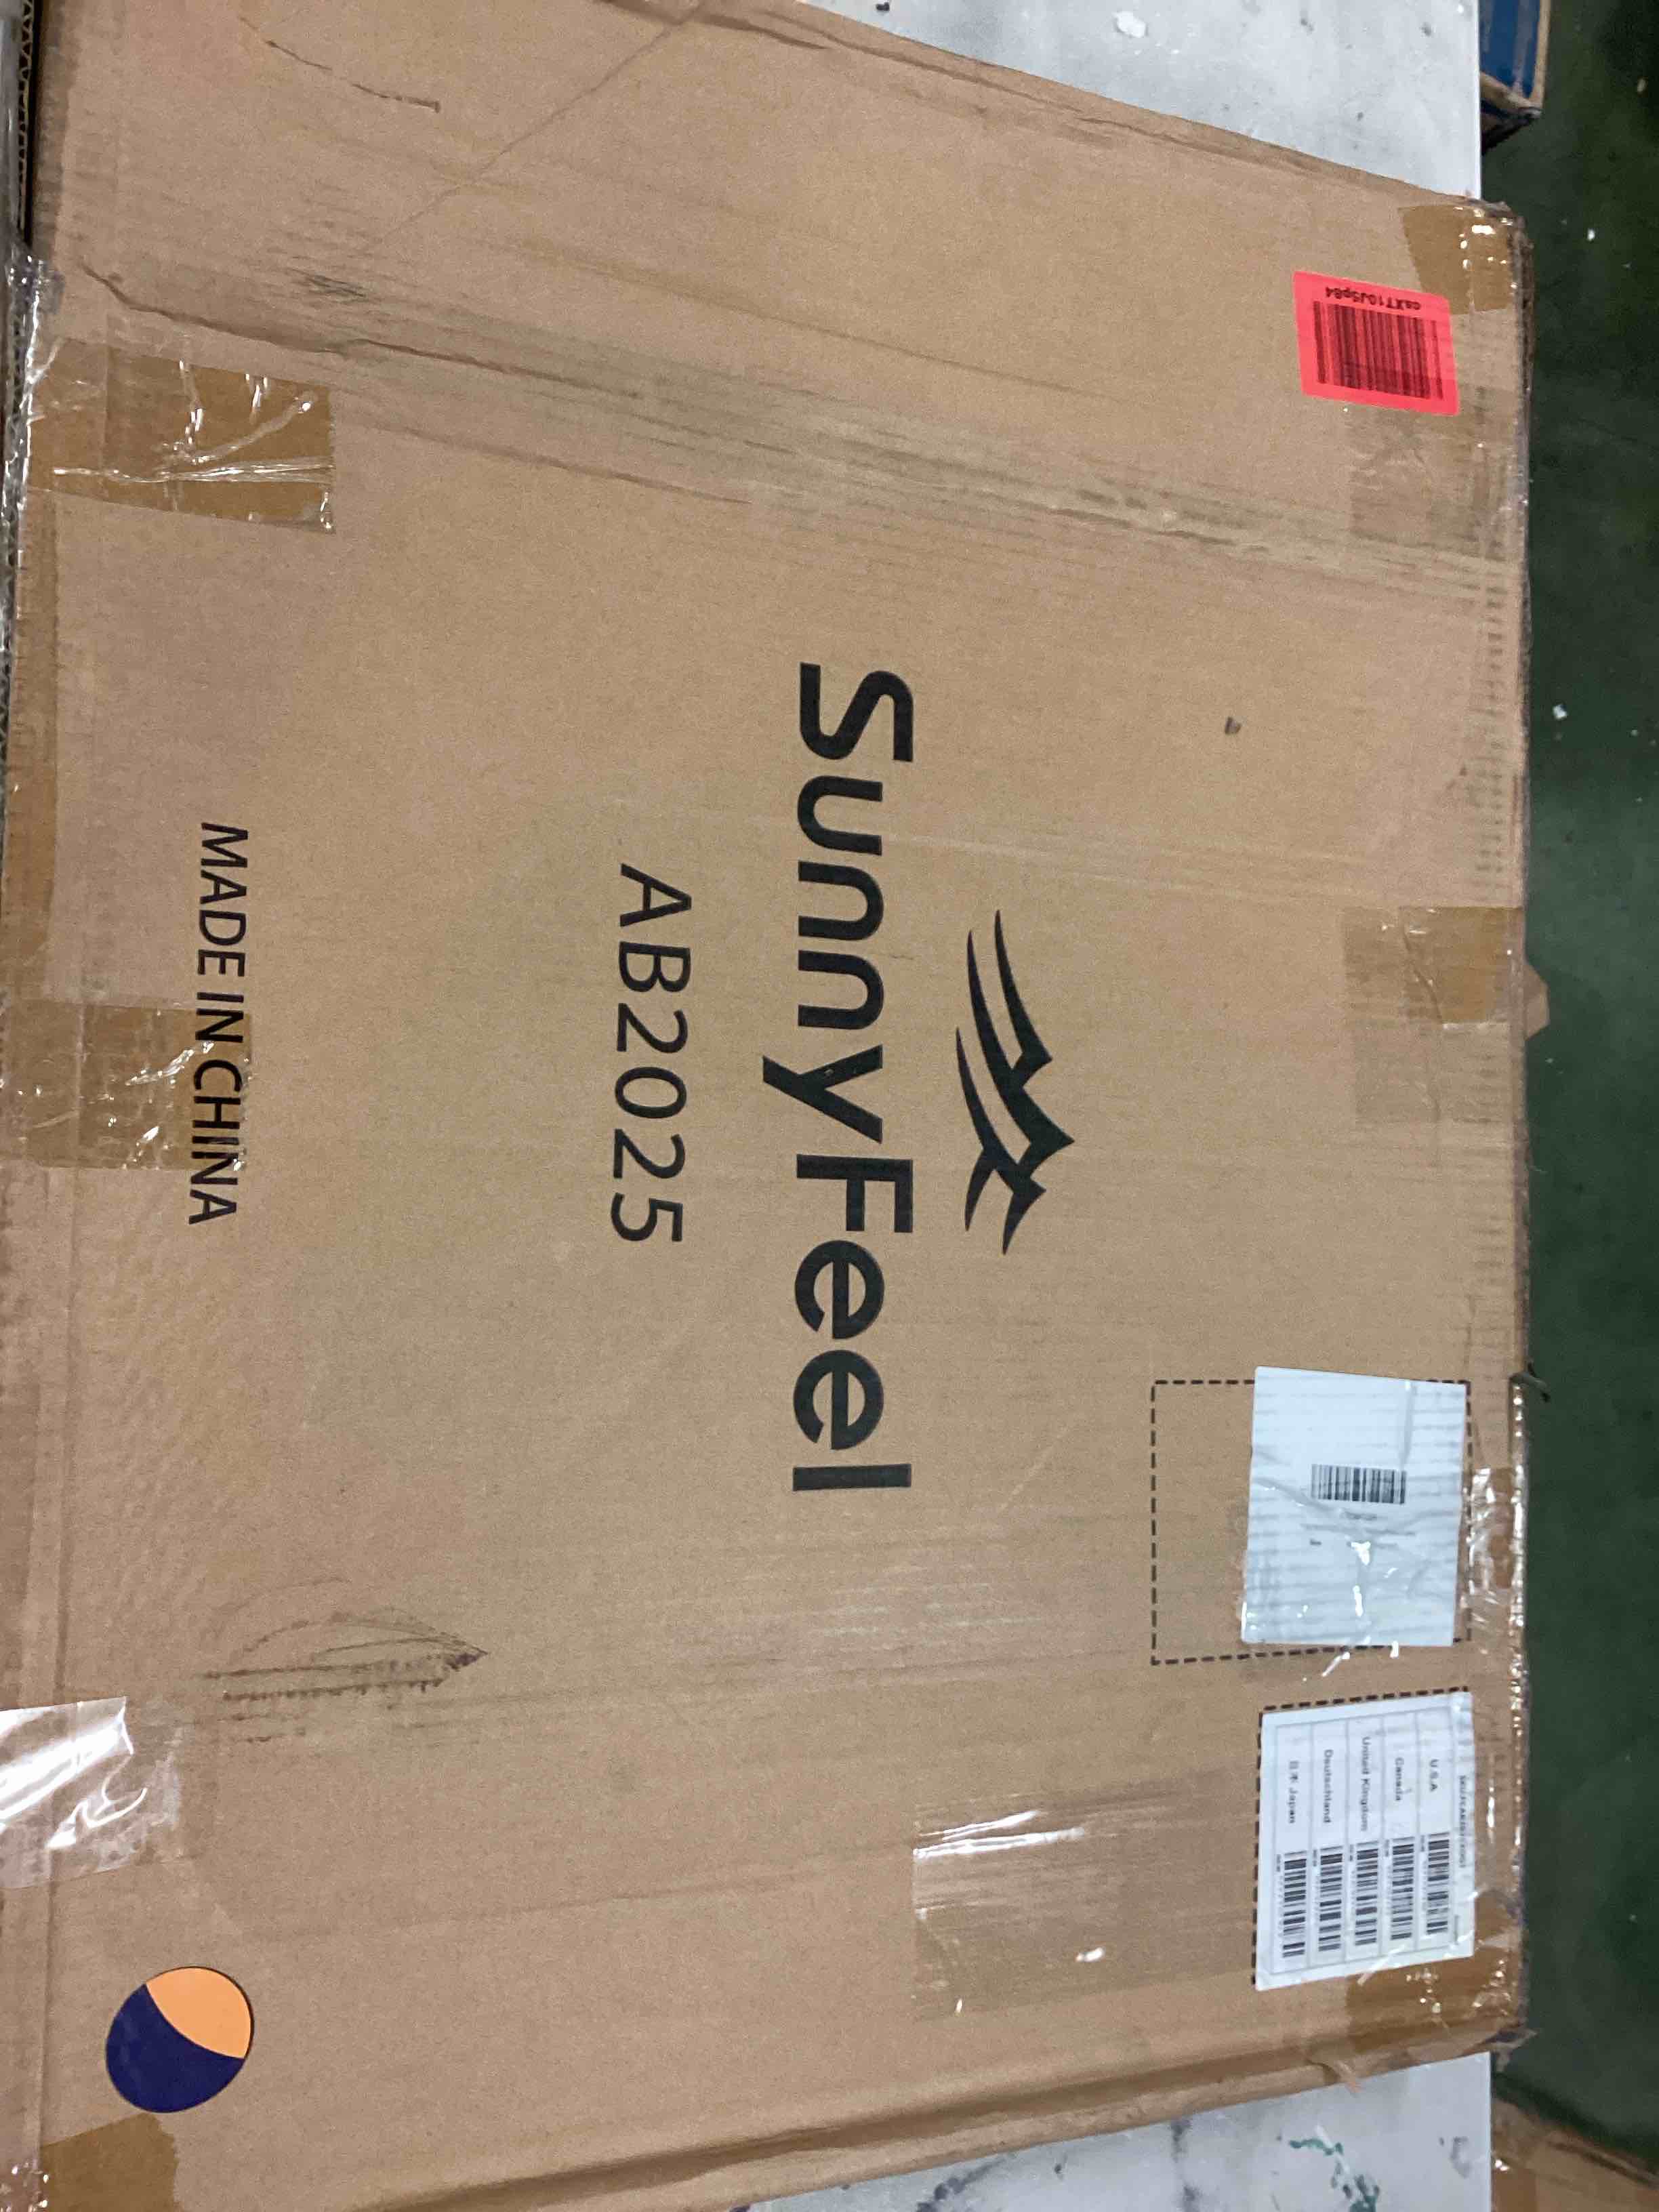 SunnyFeel
AB2025
MADE IN CHINA
U.S.A
Canada
United Kingdom
Deutschland
日本 Japan